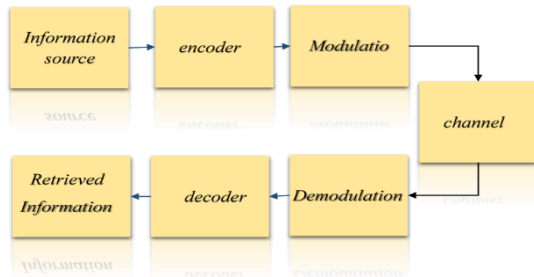 Information
source
encoder
Modulatio
channel
Retrieved
Information
decoder
Demodulation